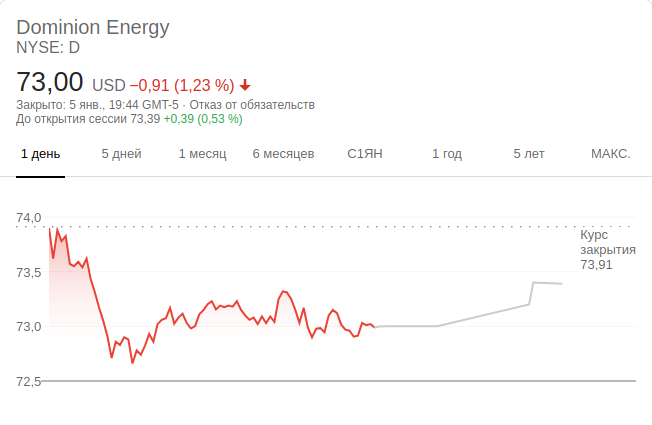 Dominion Energy
NYSE: D
73,00 USD −0,91 (1,23 %)
Закрыто: 5 янв., 19:44 GMT-5 · Отказ от обязательств
До открытия сессии 73,39 +0,39 (0,53 %)
1 день 5 дней 1 месяц 6 месяцев С1ЯН 1 год 5 лет МАКС.
74,0
Курс
закрытия
73,91
73,5
73,0
72,5